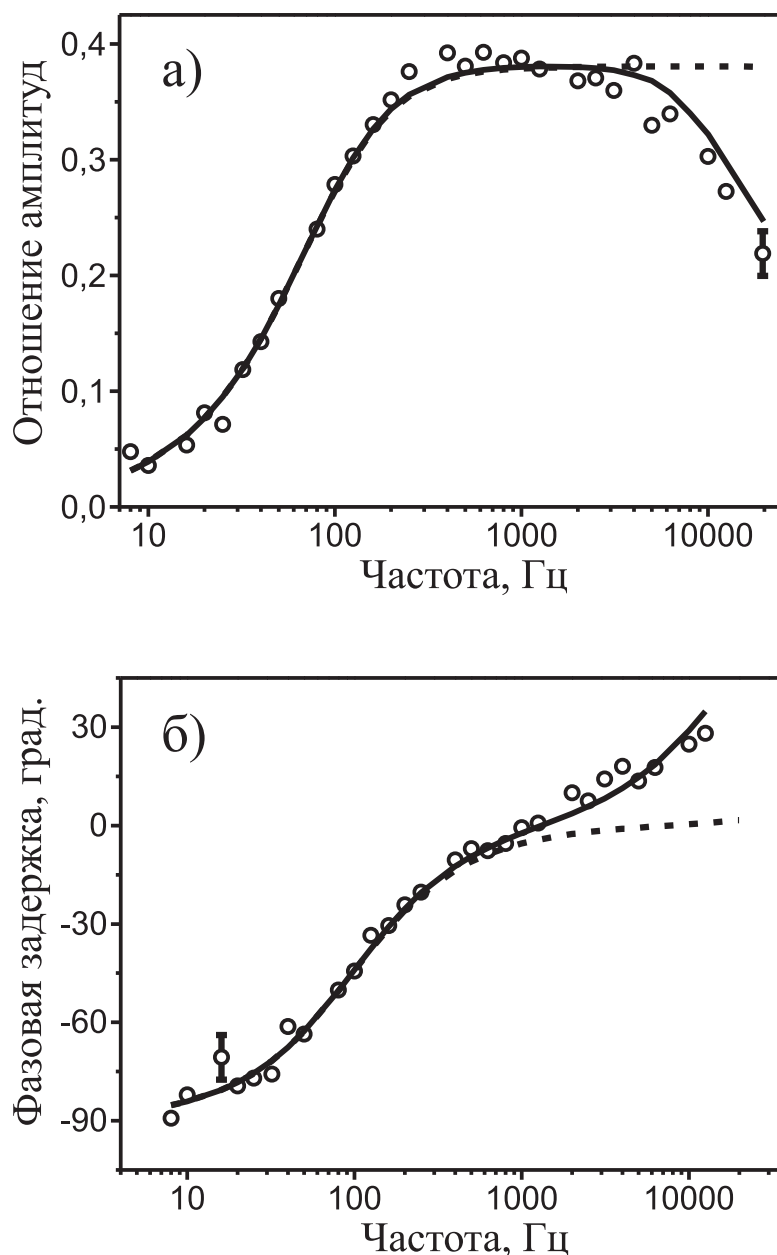 а)
Отношение амплитуд
0,4
0,3
0,2
0,1
0,0
10 100 1000 10000
Частота, Гц
б)
Фазовая задержка, град.
30
0
-30
-60
-90
10 100 1000 10000
Частота, Гц